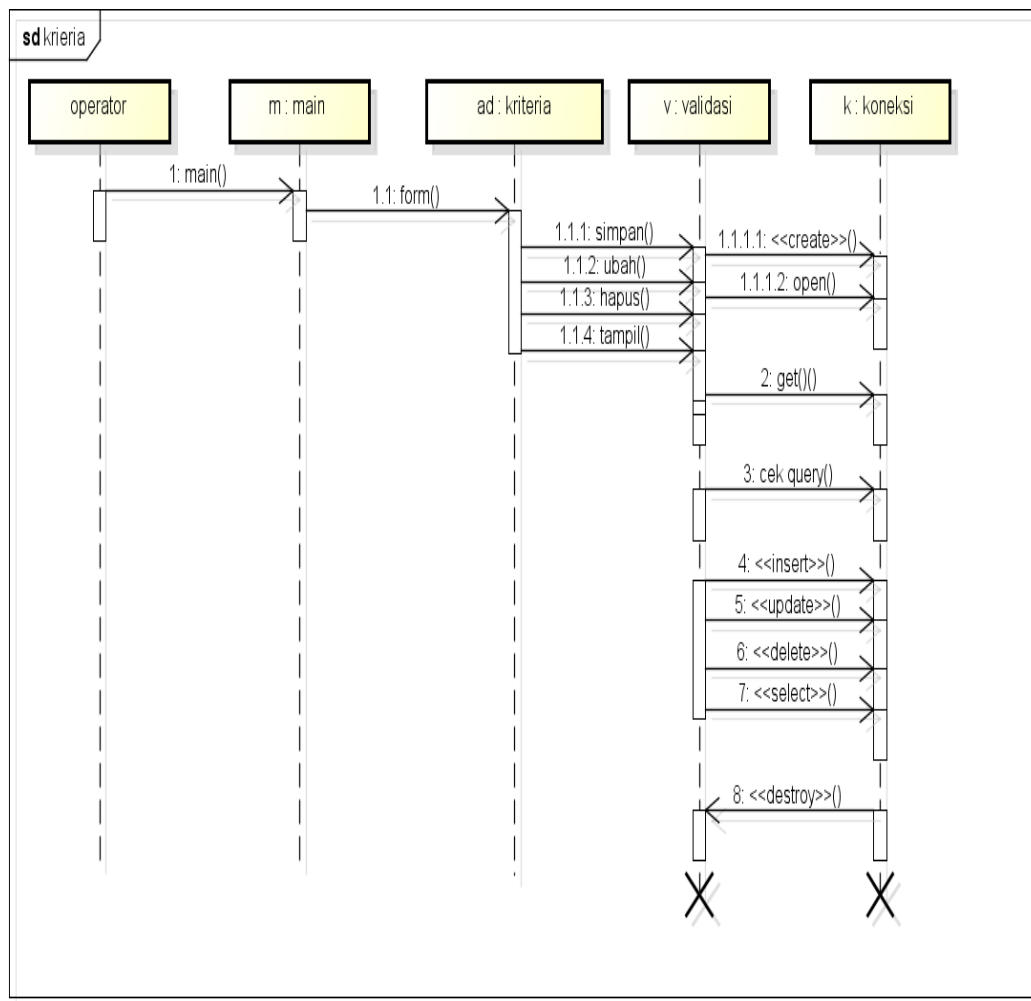 sd krieria
operator
m : main
ad : kriteria
v : validasi
k : koneksi
1: main()
1.1: form()
1.1.1: simpan()
1.1.1.1: <<create>>()
1.1.2: ubah()
1.1.1.2: open()
1.1.3: hapus()
1.1.4: tampil()
2: get()()
3: cek query()
4: <<insert>>()
5: <<update>>()
6: <<delete>>()
7: <<select>>()
8: <<destroy>>()